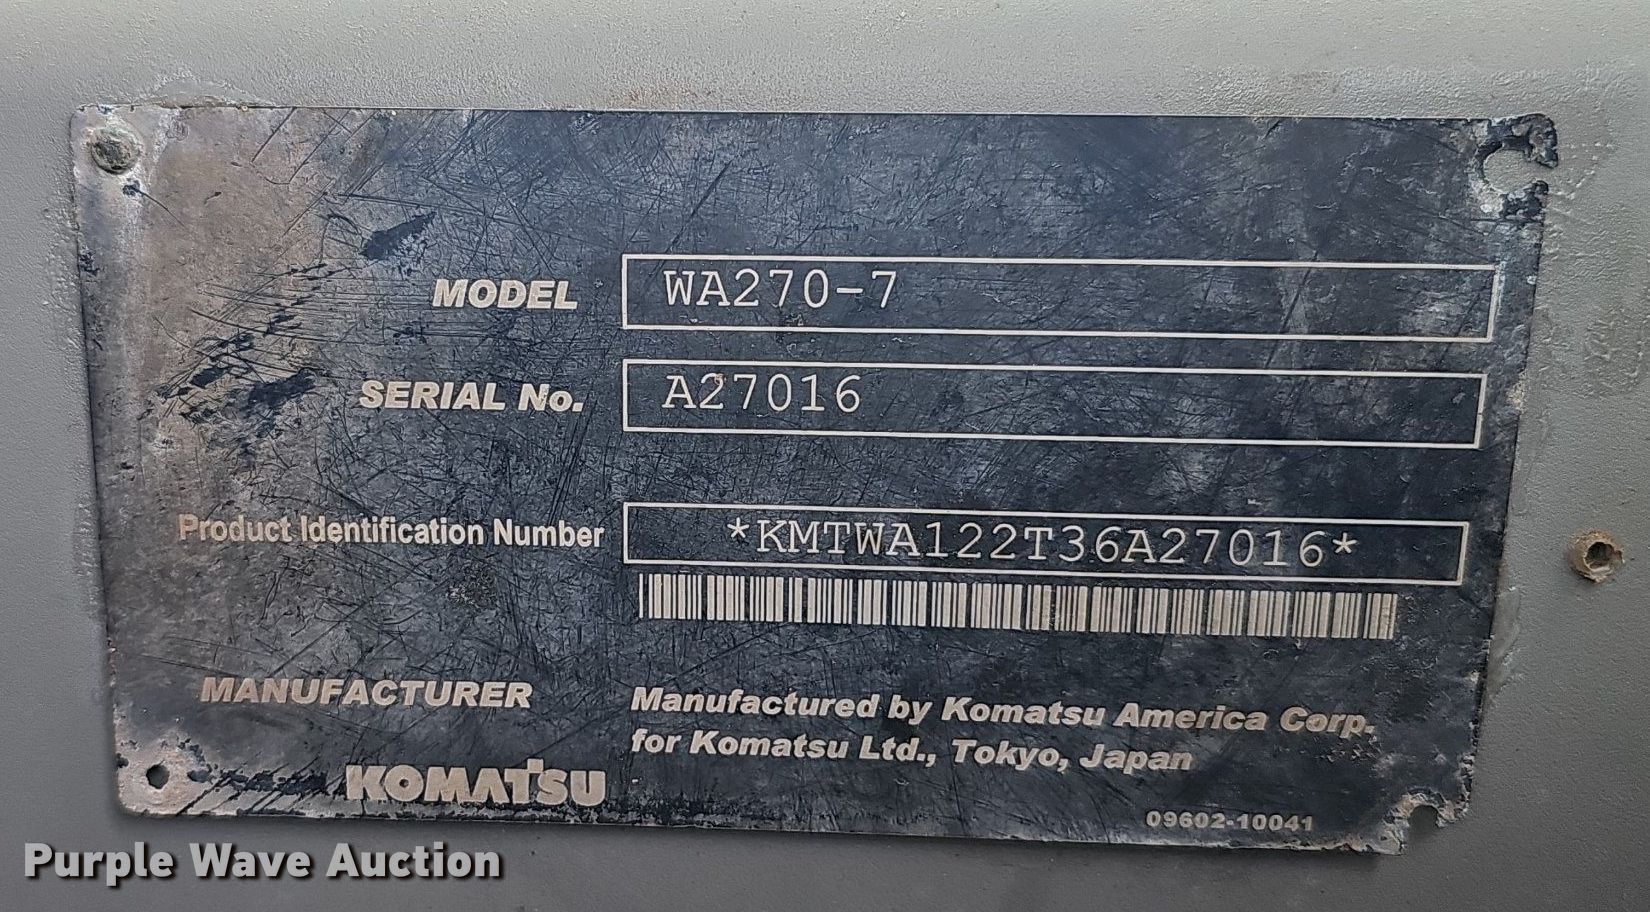 MODEL WA270-7
SERIAL No. A27016
Product Identification Number *KMTWA122T36A27016*
MANUFACTURER Manufactured by Komatsu America Corp.
for Komatsu Ltd., Tokyo, Japan
KOMATSU
09602-10041
Purple Wave Auction